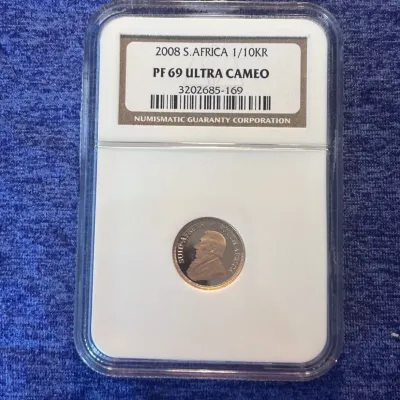 2008 S.AFRICA 1/10KR
PF 69 ULTRA CAMEO
3202685-169
NUMISMATIC GUARANTY CORPORATION